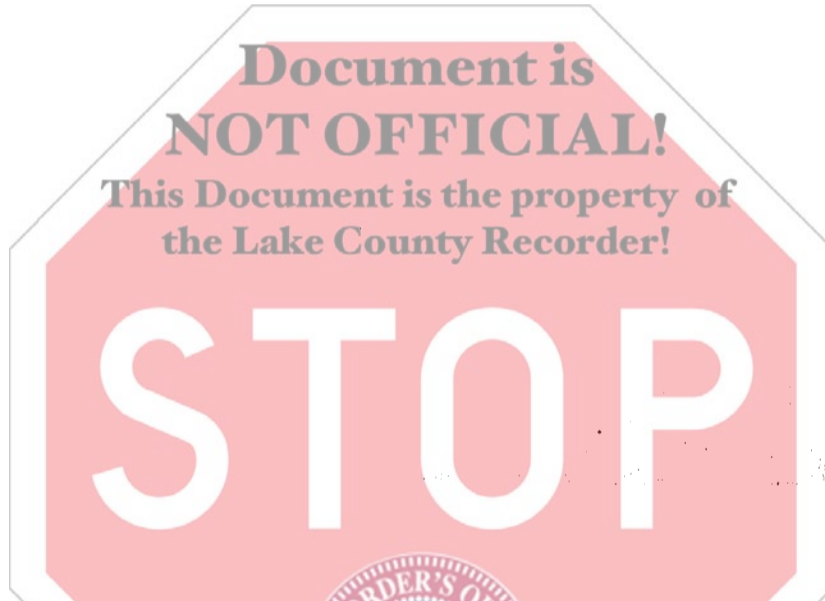 Document is
NOT OFFICIAL!
This Document is the property of
the Lake County Recorder!
STOP